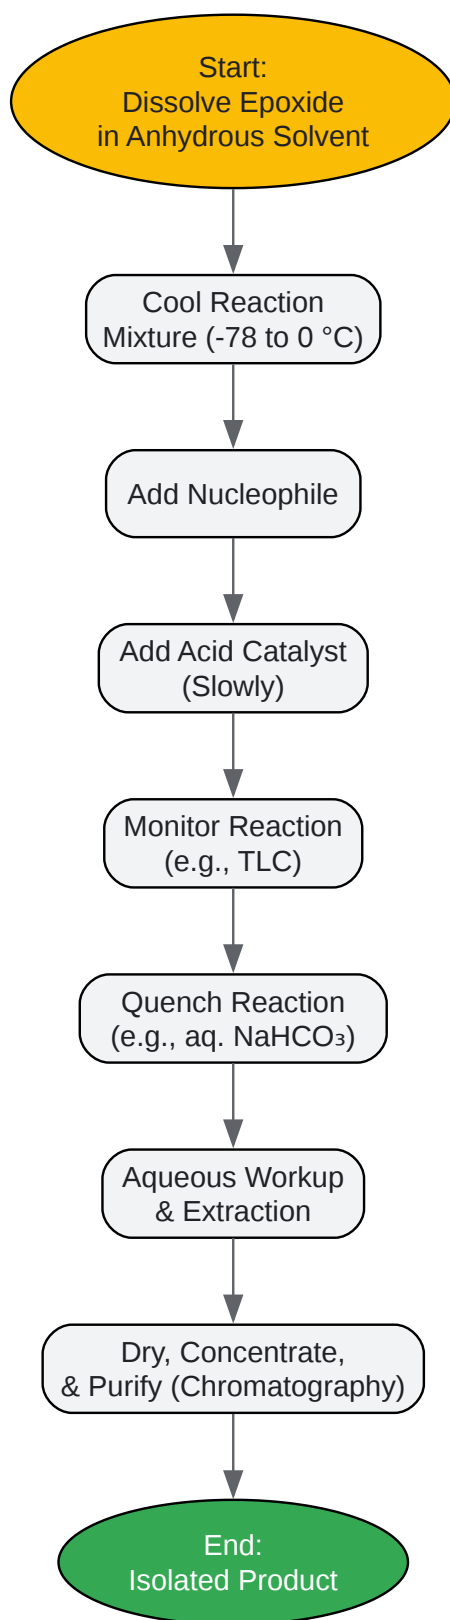 Start:
Dissolve Epoxide
in Anhydrous Solvent
Cool Reaction
Mixture (-78 to 0 °C)
Add Nucleophile
Add Acid Catalyst
(Slowly)
Monitor Reaction
(e.g., TLC)
Quench Reaction
(e.g., aq. NaHCO₃)
Aqueous Workup
& Extraction
Dry, Concentrate,
& Purify (Chromatography)
End:
Isolated Product